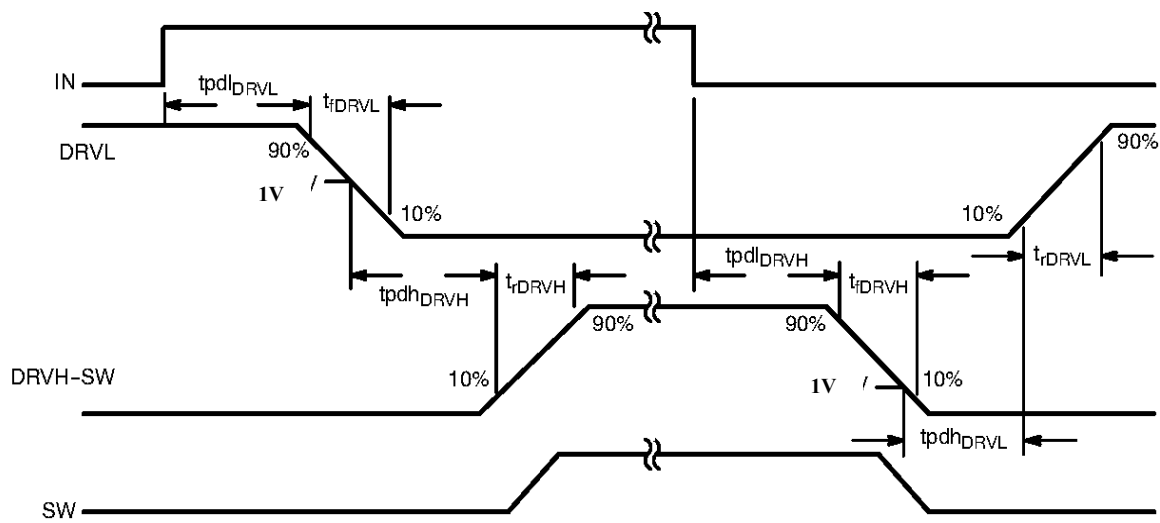 IN
tpdlDRVL
tfDRVL
DRVL
90%
90%
1V
10%
10%
tpdhDRVH
trDRVH
tpdlDRVH
tfDRVH
trDRVL
90%
90%
DRVH-SW
10%
1V
10%
tpdhDRVL
SW